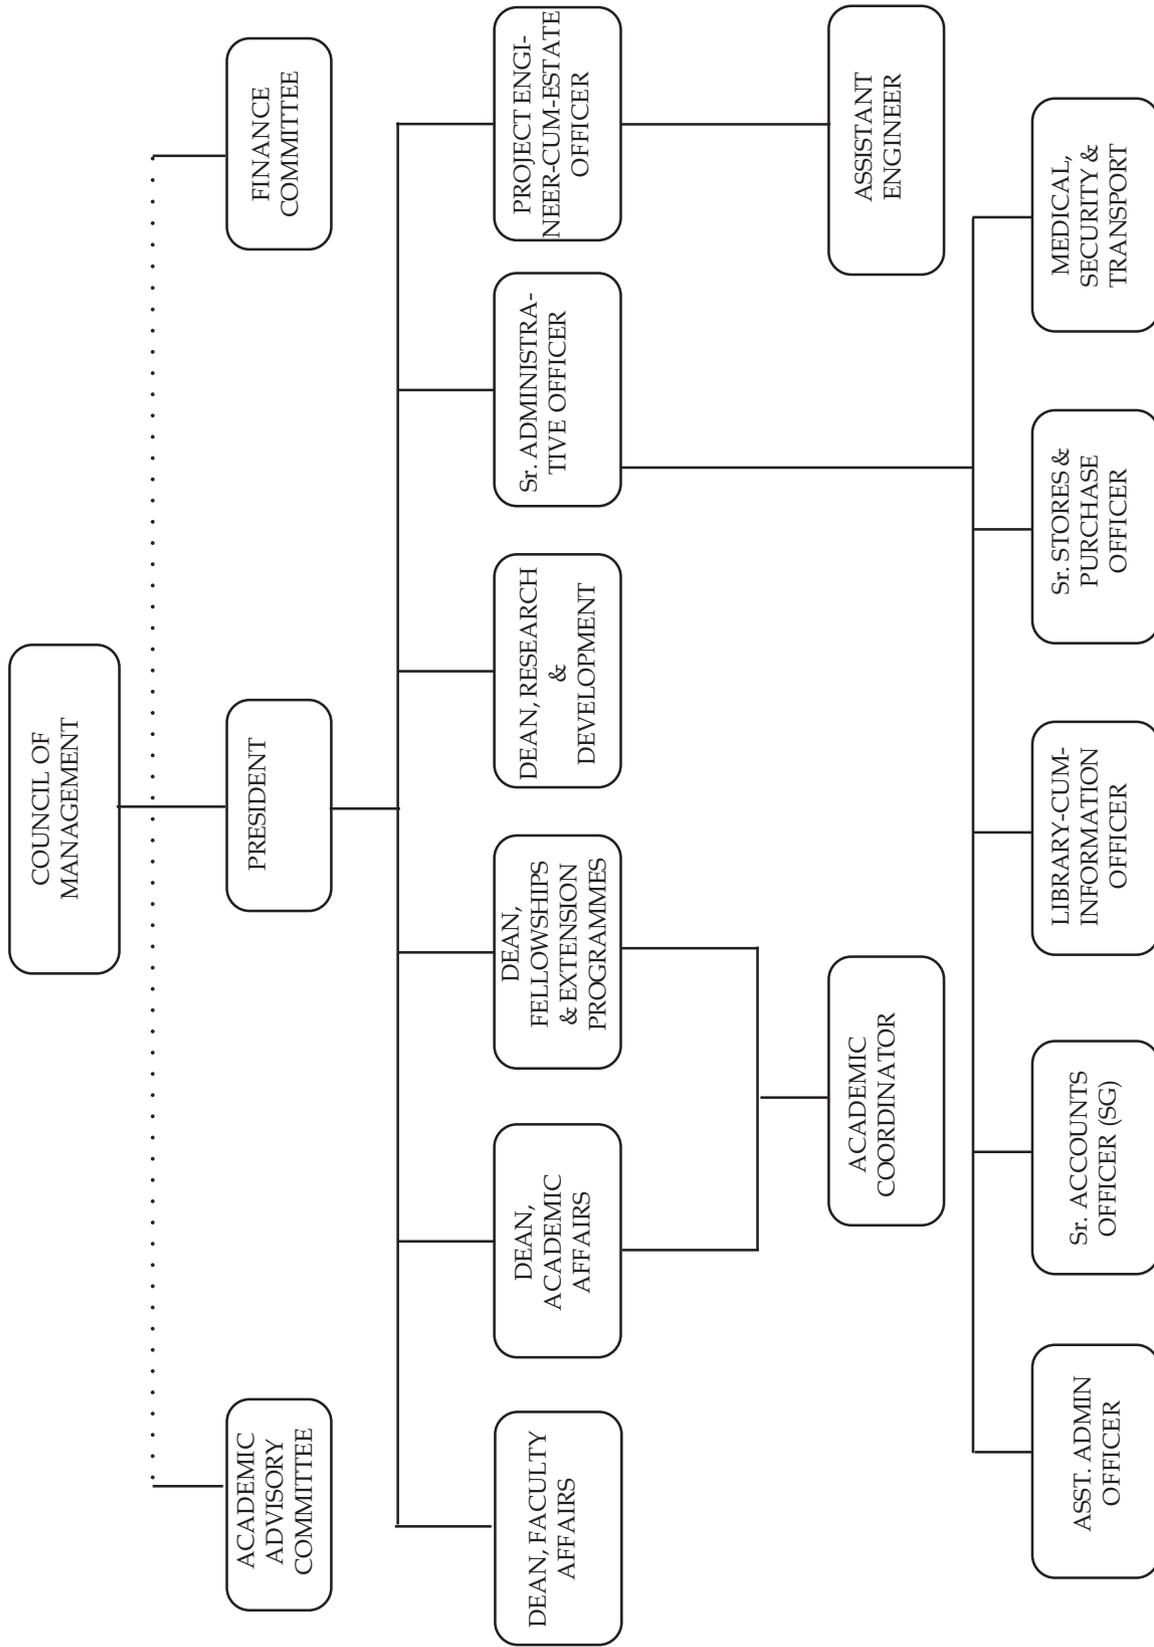 COUNCIL OF
MANAGEMENT
ACADEMIC
ADVISORY
COMMITTEE
PRESIDENT
FINANCE
COMMITTEE
DEAN, FACULTY
AFFAIRS
DEAN,
ACADEMIC
AFFAIRS
DEAN,
FELLOWSHIPS
& EXTENSION
PROGRAMMES
DEAN, RESEARCH
&
DEVELOPMENT
Sr. ADMINISTRA-
TIVE OFFICER
PROJECT ENGI-
NEER-CUM-ESTATE
OFFICER
ACADEMIC
COORDINATOR
ASSISTANT
ENGINEER
ASST. ADMIN
OFFICER
Sr. ACCOUNTS
OFFICER (SG)
LIBRARY-CUM-
INFORMATION
OFFICER
Sr. STORES &
PURCHASE
OFFICER
MEDICAL,
SECURITY &
TRANSPORT